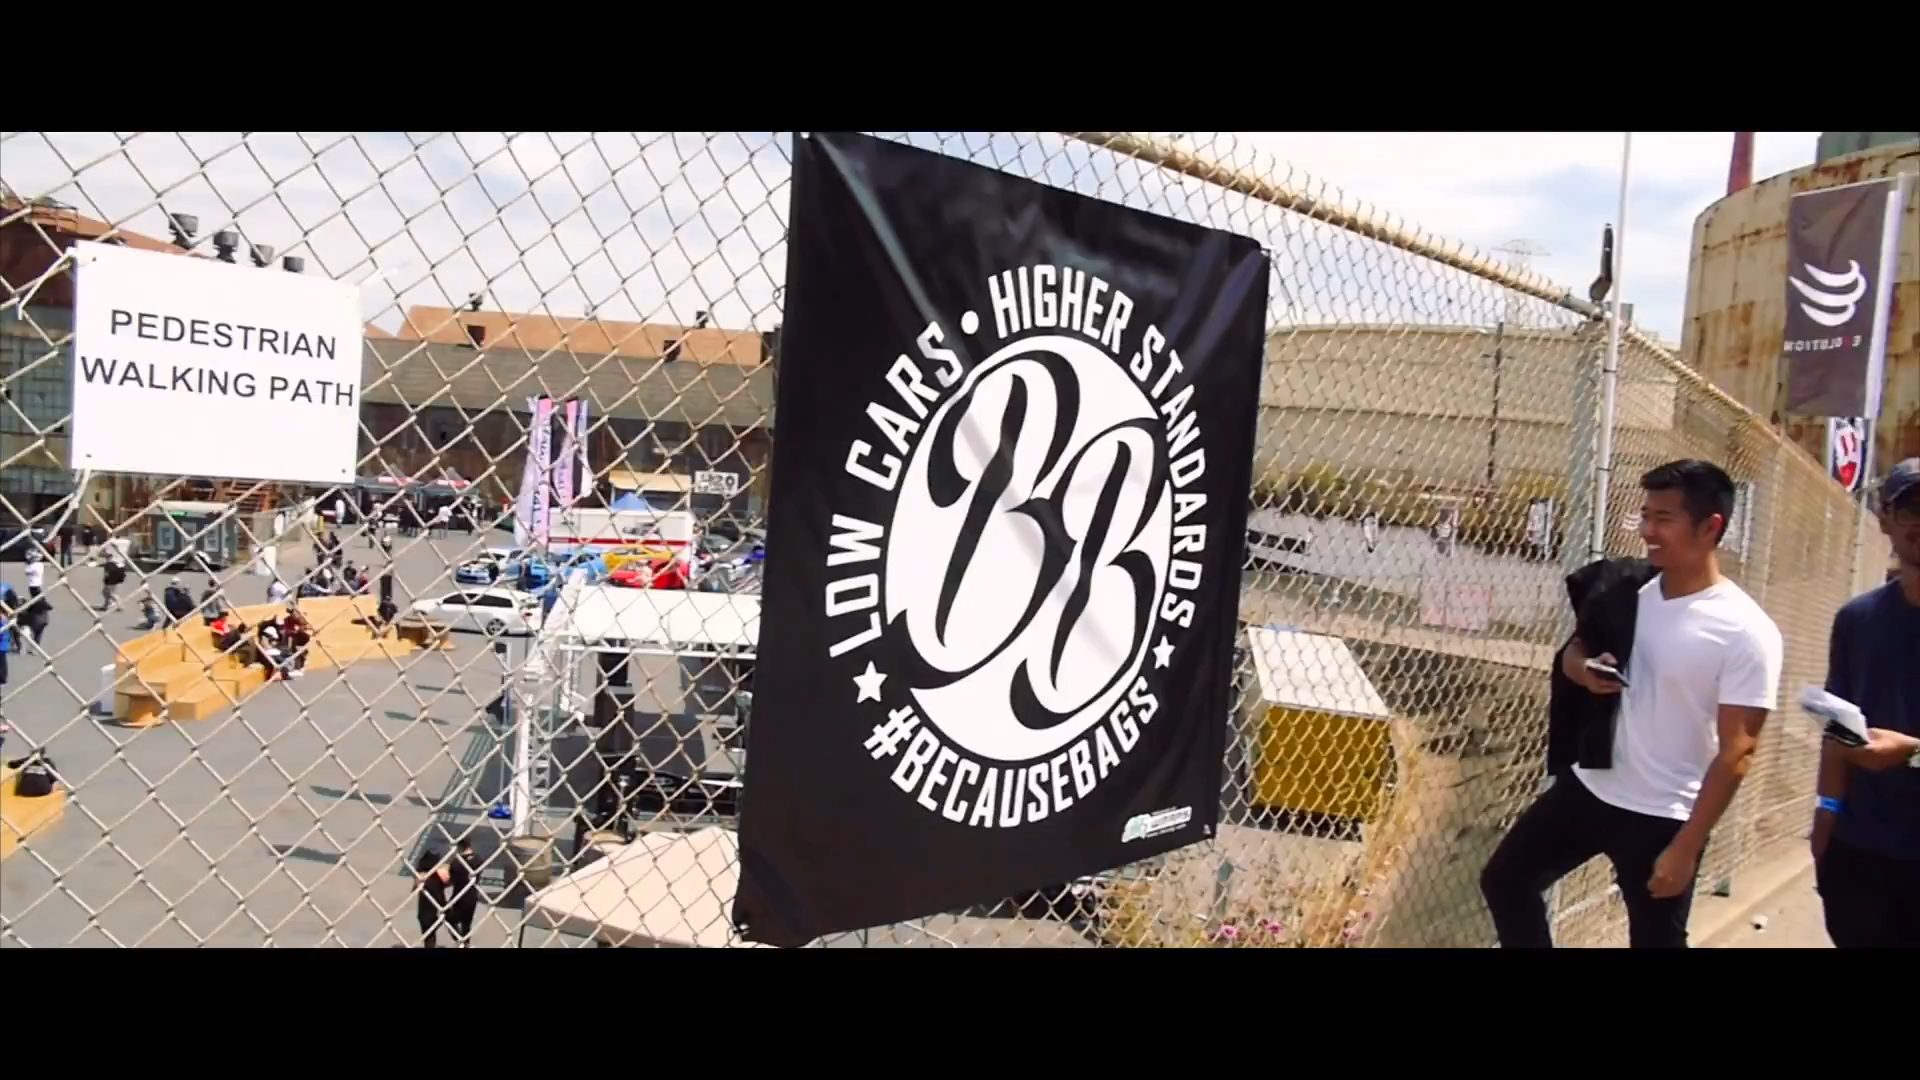 PEDESTRIAN
WALKING PATH
LOW CARS • HIGHER STANDARDS
BB
★ #BECAUSEBAGS ★